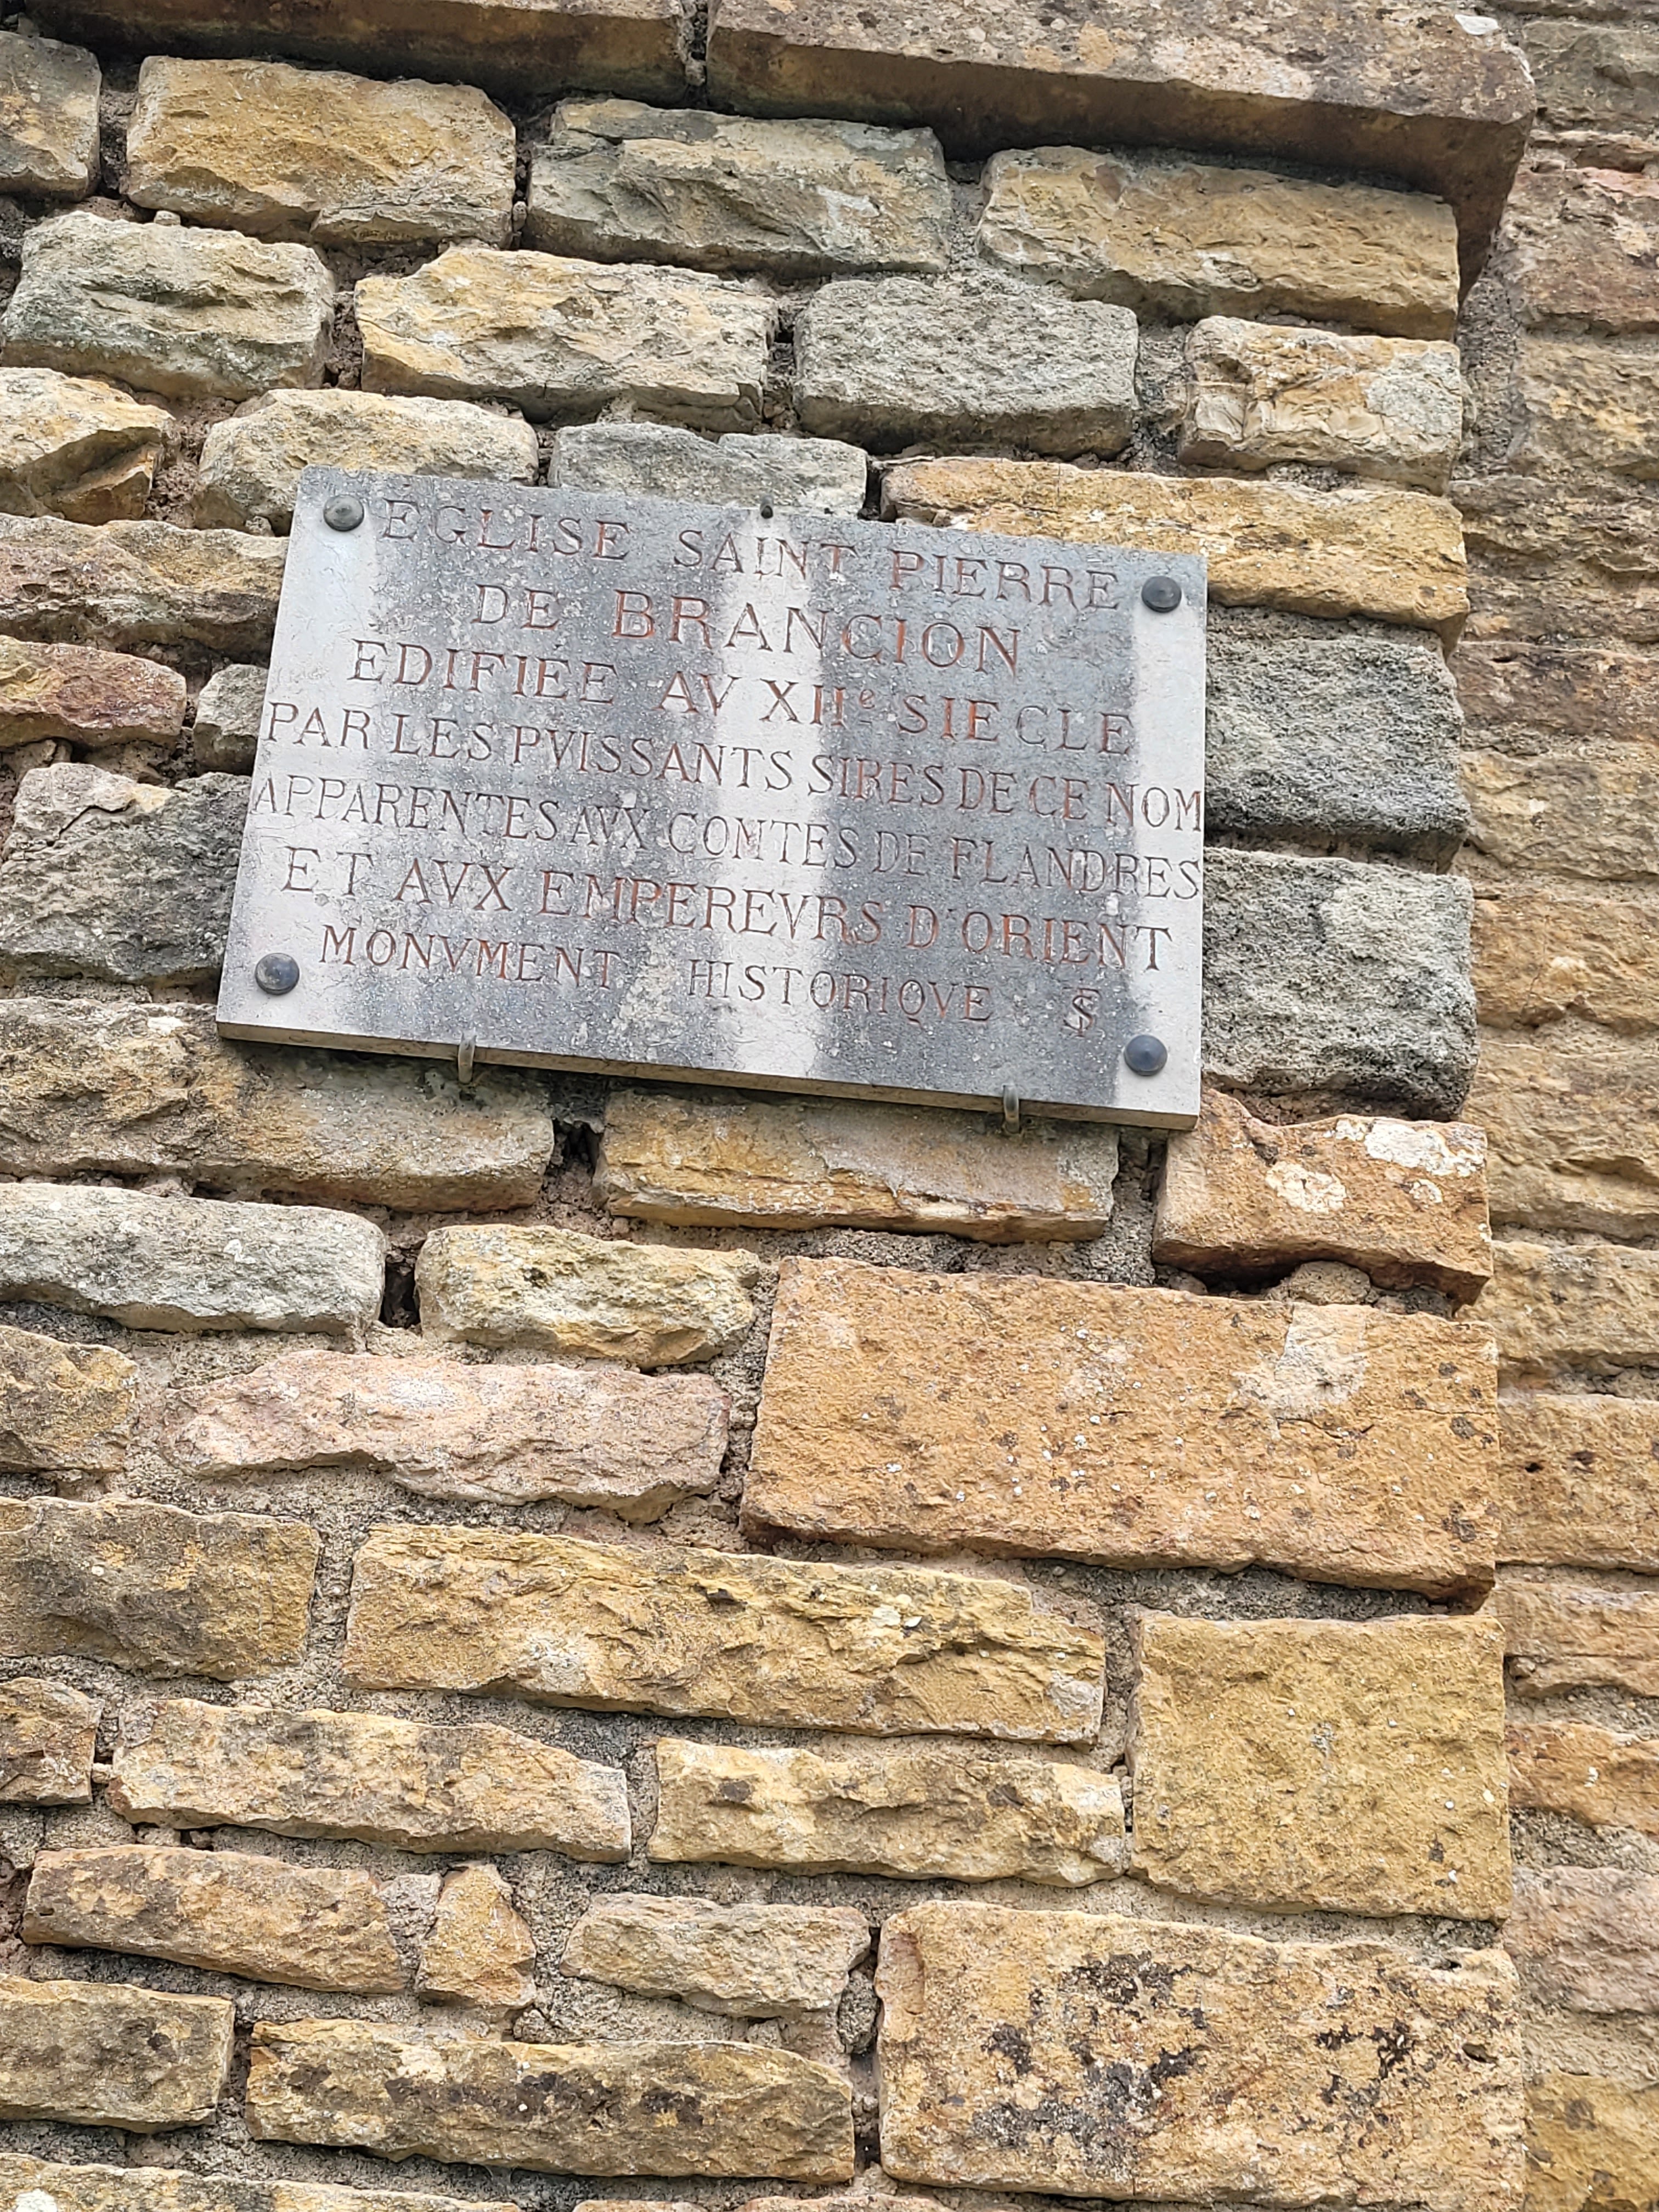 EGLISE SAINT PIERRE
DE BRANCION
EDIFIÉE AV XIIe SIECLE
PAR LES PVISSANTS SIRES DE CE NOM
APPARENTES AVX COMTES DE FLANDRES
ET AVX EMPEREVRS D'ORIENT
MONVMENT HISTORIQVE